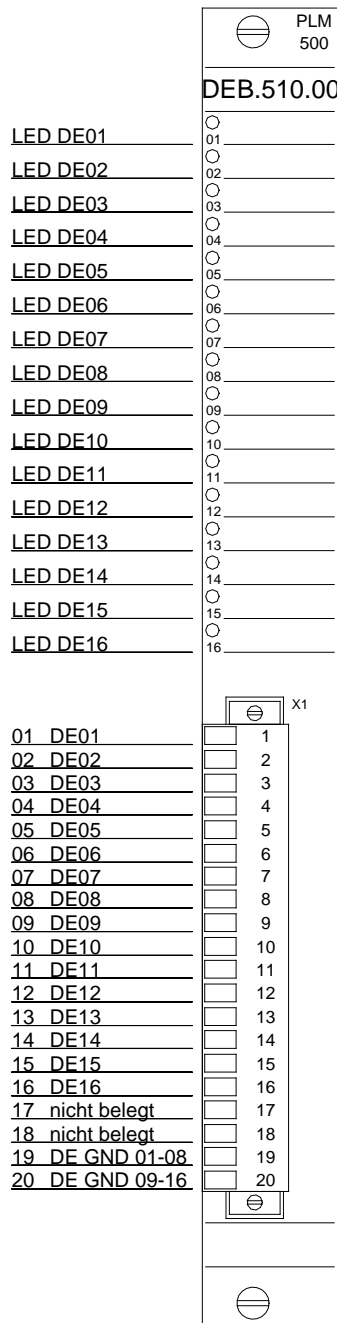 PLM
500
DEB.510.00
LED DE01 01
LED DE02 02
LED DE03 03
LED DE04 04
LED DE05 05
LED DE06 06
LED DE07 07
LED DE08 08
LED DE09 09
LED DE10 10
LED DE11 11
LED DE12 12
LED DE13 13
LED DE14 14
LED DE15 15
LED DE16 16
X1
01 DE01 1
02 DE02 2
03 DE03 3
04 DE04 4
05 DE05 5
06 DE06 6
07 DE07 7
08 DE08 8
09 DE09 9
10 DE10 10
11 DE11 11
12 DE12 12
13 DE13 13
14 DE14 14
15 DE15 15
16 DE16 16
17 nicht belegt 17
18 nicht belegt 18
19 DE GND 01-08 19
20 DE GND 09-16 20